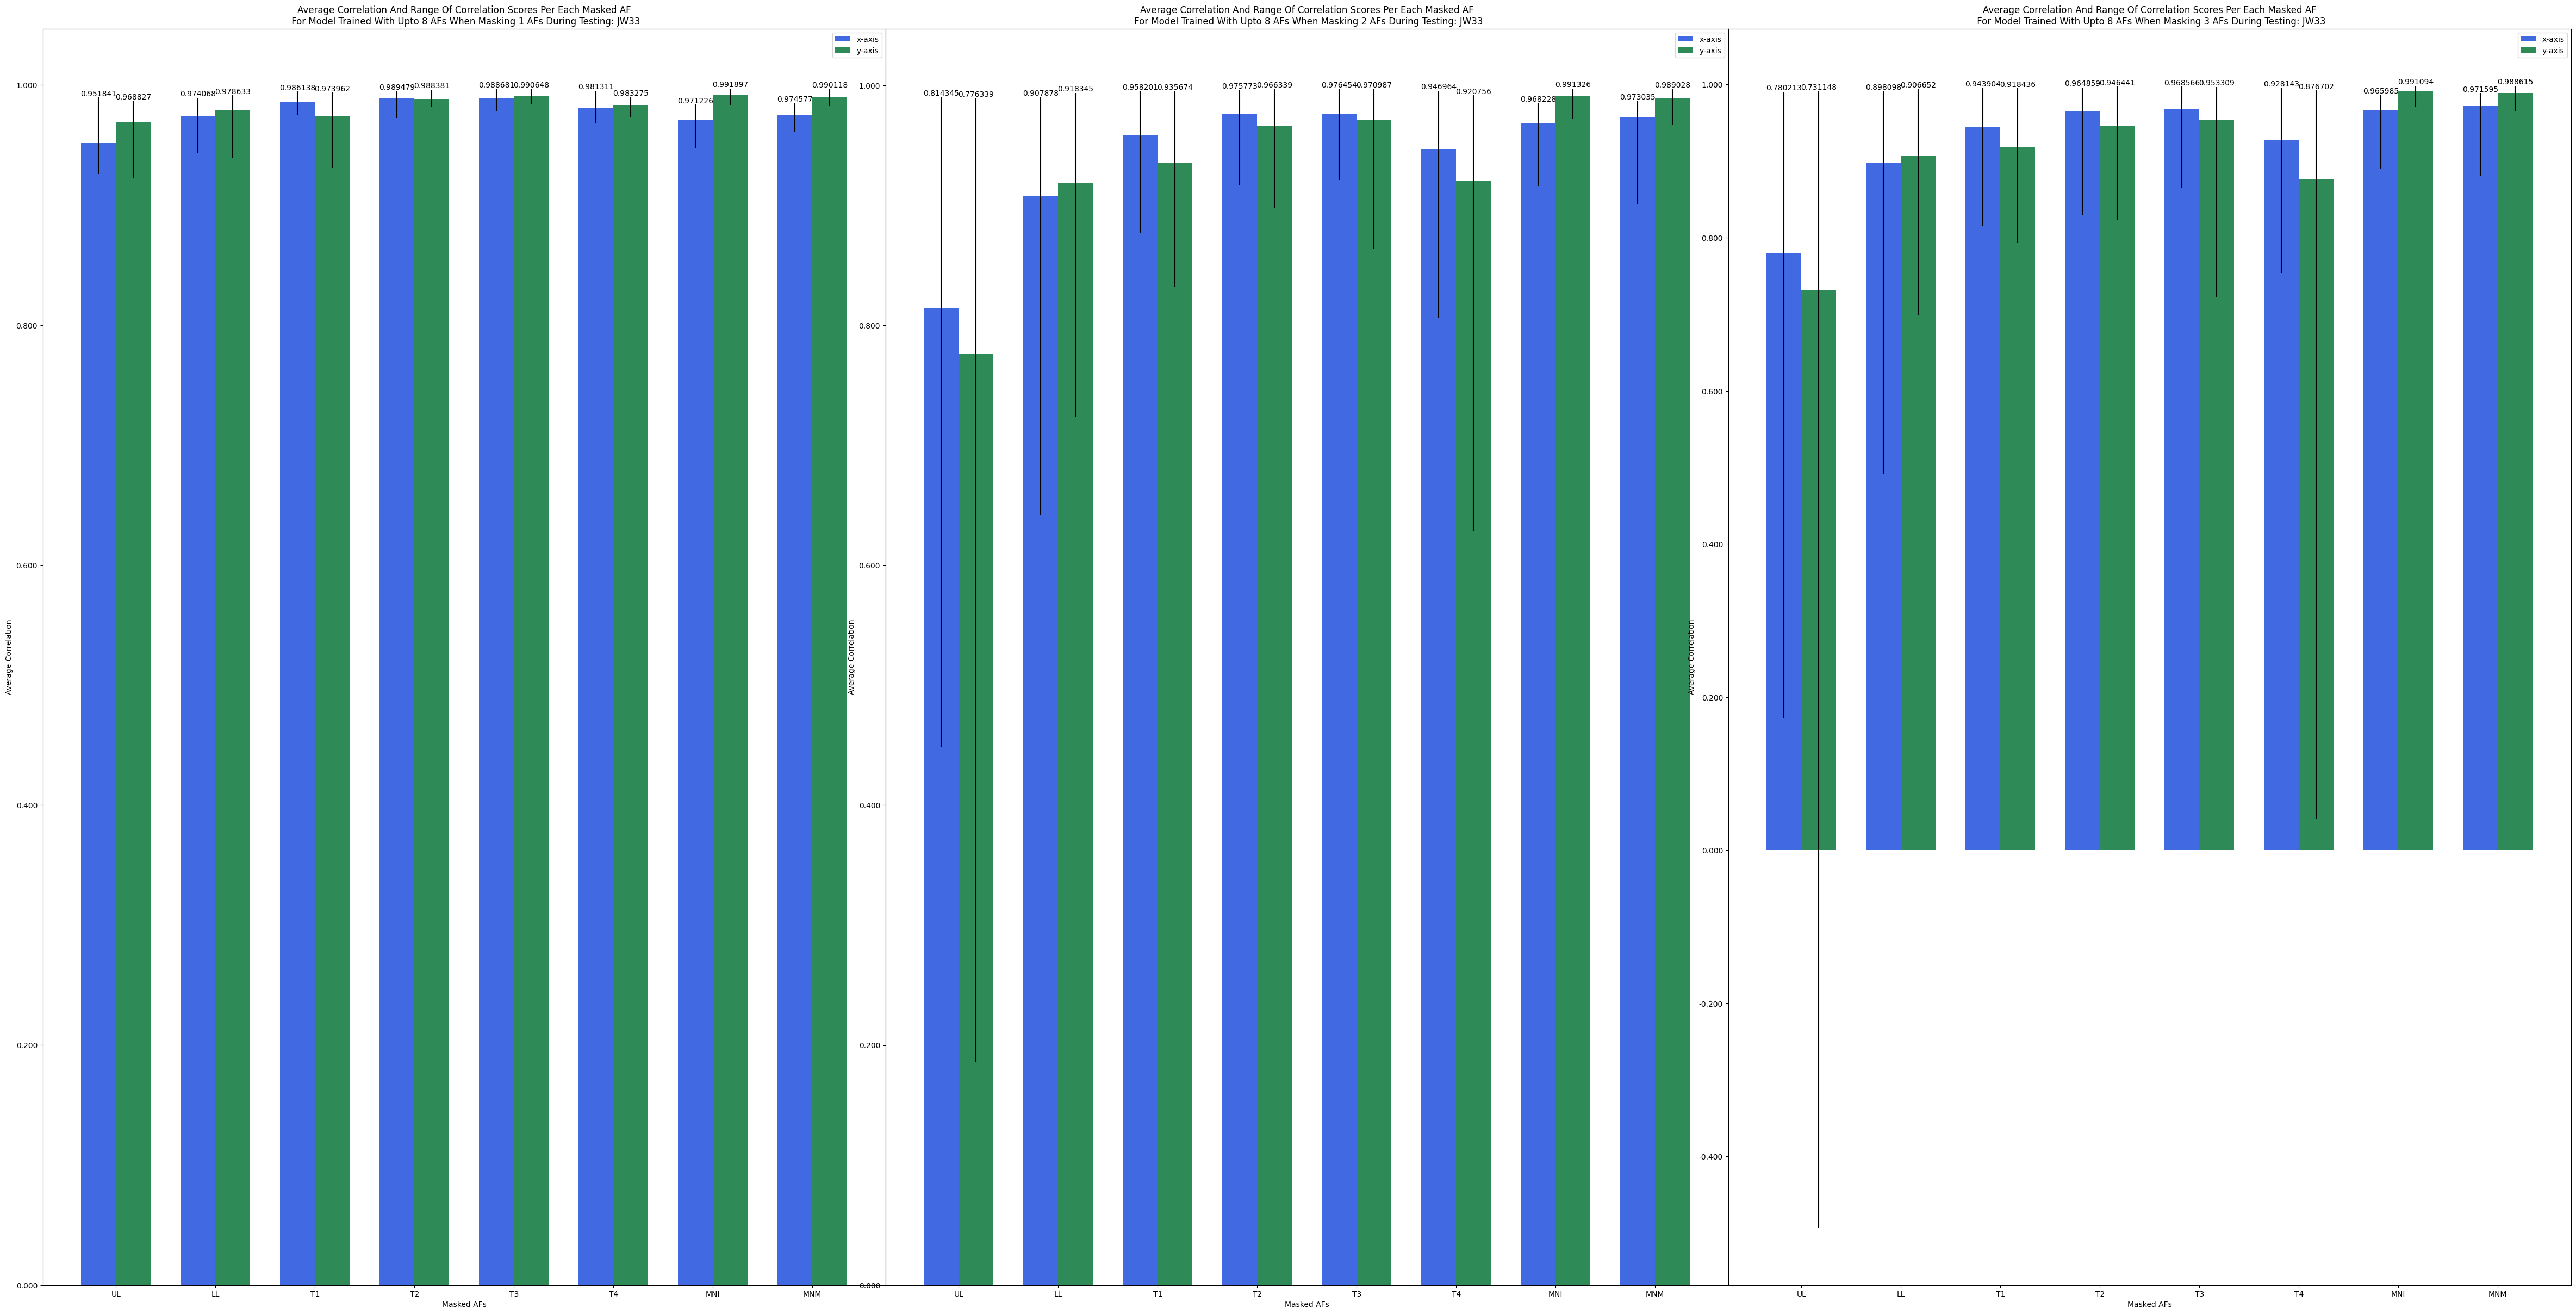 Average Correlation And Range Of Correlation Scores Per Each Masked AF
For Model Trained With Upto 8 AFs When Masking 1 AFs During Testing: JW33
x-axis
y-axis
1.000
0.800
0.600
0.400
0.200
0.000
Average Correlation
0.951841 0.968827 0.974068 0.978633 0.986138 0.973962 0.989479 0.988381 0.988681 0.990648 0.981311 0.983275 0.971226 0.991897 0.974577 0.990118
UL LL T1 T2 T3 T4 MNI MNM
Masked AFs
Average Correlation And Range Of Correlation Scores Per Each Masked AF
For Model Trained With Upto 8 AFs When Masking 2 AFs During Testing: JW33
x-axis
y-axis
1.000
0.800
0.600
0.400
0.200
0.000
Average Correlation
0.814345 0.776339 0.907878 0.918345 0.958201 0.935674 0.975773 0.966339 0.976454 0.970987 0.946964 0.920756 0.968228 0.991326 0.973035 0.989028
UL LL T1 T2 T3 T4 MNI MNM
Masked AFs
Average Correlation And Range Of Correlation Scores Per Each Masked AF
For Model Trained With Upto 8 AFs When Masking 3 AFs During Testing: JW33
x-axis
y-axis
1.000
0.800
0.600
0.400
0.200
0.000
-0.200
-0.400
Average Correlation
0.780213 0.731148 0.898098 0.906652 0.943904 0.918436 0.964859 0.946441 0.968566 0.953309 0.928143 0.876702 0.965985 0.991094 0.971595 0.988615
UL LL T1 T2 T3 T4 MNI MNM
Masked AFs